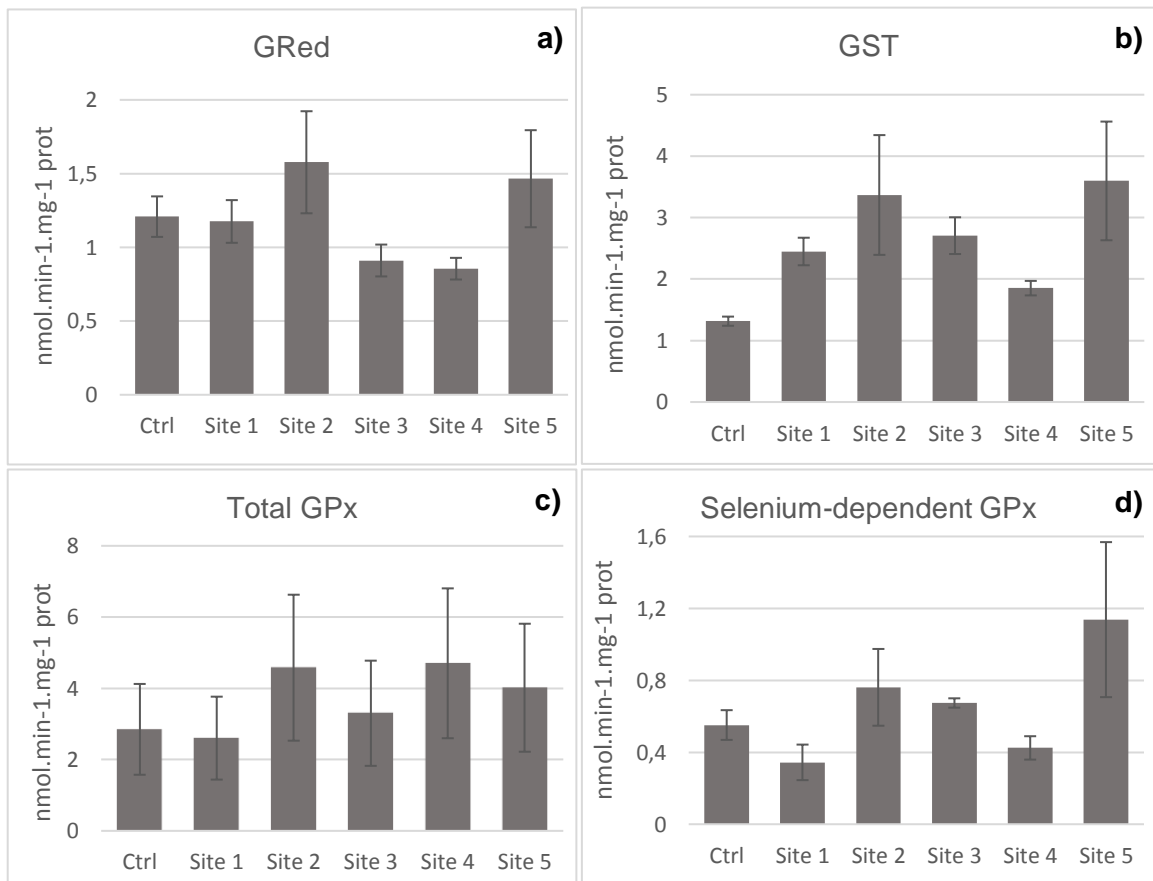 GRed
a)
nmol.min-1.mg-1 prot
2
1,5
1
0,5
0
Ctrl Site 1 Site 2 Site 3 Site 4 Site 5
GST
b)
nmol.min-1.mg-1 prot
5
4
3
2
1
0
Ctrl Site 1 Site 2 Site 3 Site 4 Site 5
Total GPx
c)
nmol.min-1.mg-1 prot
8
6
4
2
0
Ctrl Site 1 Site 2 Site 3 Site 4 Site 5
Selenium-dependent GPx
d)
nmol.min-1.mg-1 prot
1,6
1,2
0,8
0,4
0
Ctrl Site 1 Site 2 Site 3 Site 4 Site 5